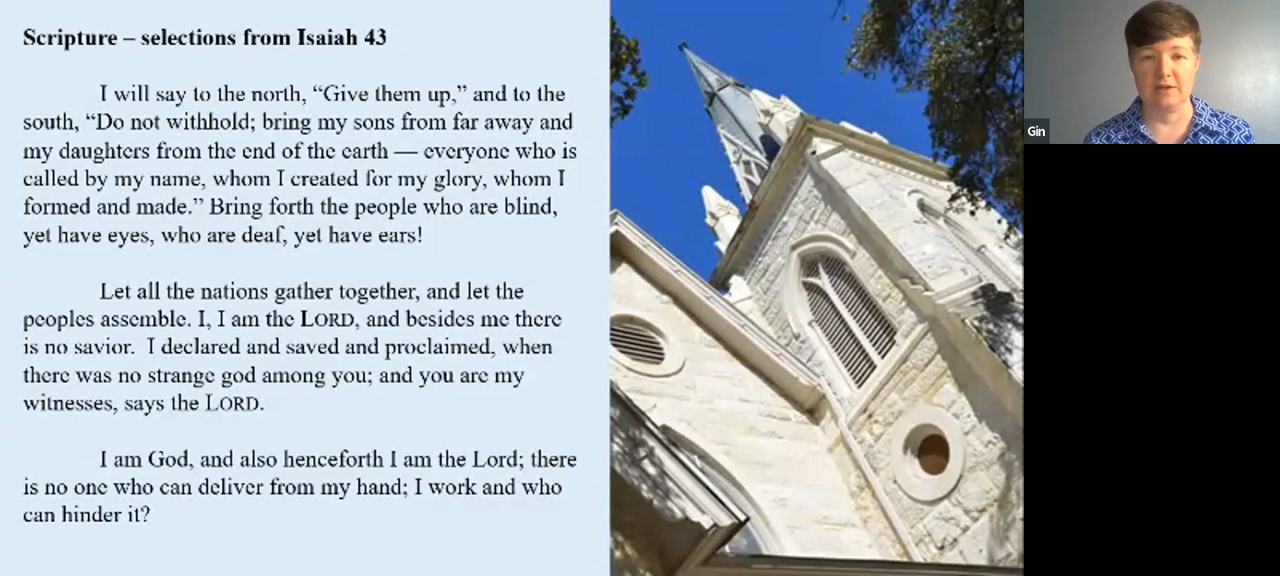 Scripture – selections from Isaiah 43
I will say to the north, “Give them up,” and to the
south, “Do not withhold; bring my sons from far away and
my daughters from the end of the earth — everyone who is
called by my name, whom I created for my glory, whom I
formed and made.” Bring forth the people who are blind,
yet have eyes, who are deaf, yet have ears!
Let all the nations gather together, and let the
peoples assemble. I, I am the LORD, and besides me there
is no savior. I declared and saved and proclaimed, when
there was no strange god among you; and you are my
witnesses, says the LORD.
I am God, and also henceforth I am the Lord; there
is no one who can deliver from my hand; I work and who
can hinder it?
Gin